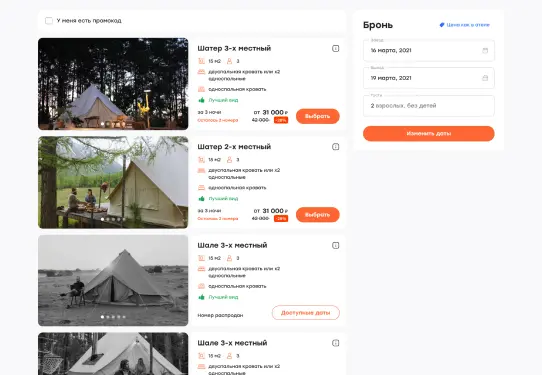 У меня есть промокод
Шатер 3-х местный
15 м2 3
двуспальная кровать или х2
односпальные
односпальная кровать
Лучший вид
за 3 ночи
Осталось 2 номера
от 31 000 ₽
42 000 -28%
Выбрать
Шатер 2-х местный
15 м2 3
двуспальная кровать или х2
односпальные
односпальная кровать
Лучший вид
за 3 ночи
Осталось 2 номера
от 31 000 ₽
42 000 -28%
Выбрать
Шале 3-х местный
15 м2 3
двуспальная кровать или х2
односпальные
односпальная кровать
Лучший вид
Номер распродан
Доступные даты
Шале 3-х местный
15 м2 3
двуспальная кровать или х2
односпальные
Бронь
Цена как в отеле
Заезд
16 марта, 2021
Выезд
19 марта, 2021
Гости
2 взрослых, без детей
Изменить даты